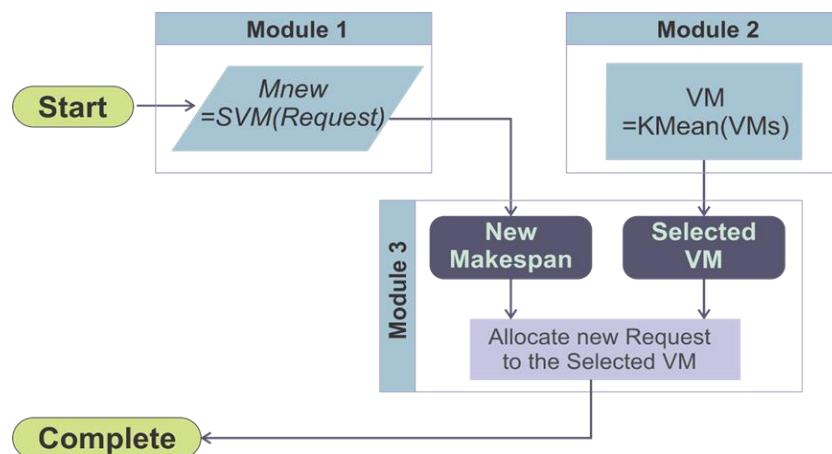 Module 1
Module 2
Start
Mnew
=SVM(Request)
VM
=KMean(VMs)
Module 3
New
Makespan
Selected
VM
Allocate new Request
to the Selected VM
Complete